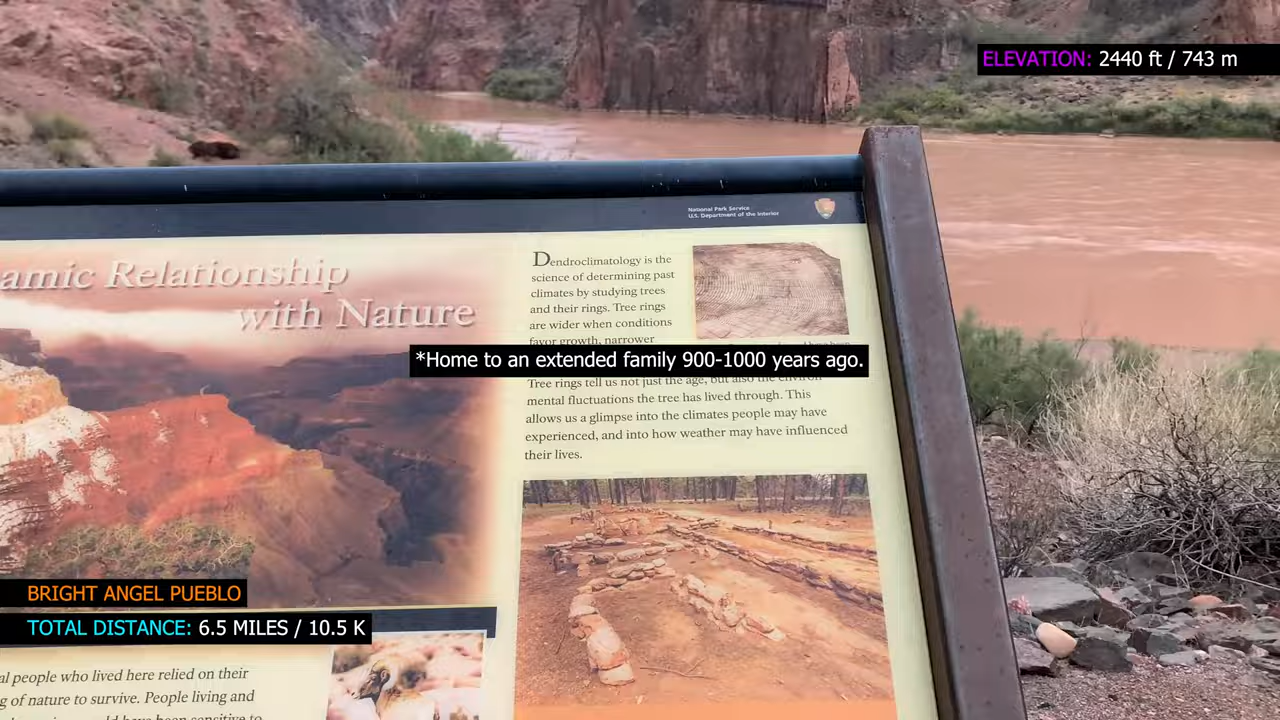 ELEVATION: 2440 ft / 743 m
National Park Service
U.S. Department of the Interior
amic Relationship
with Nature
Dendroclimatology is the
science of determining past
climates by studying trees
and their rings. Tree rings
are wider when conditions
favor growth, narrower
*Home to an extended family 900-1000 years ago.
Tree rings tell us not just the age, but also the environ-
mental fluctuations the tree has lived through. This
allows us a glimpse into the climates people may have
experienced, and into how weather may have influenced
their lives.
BRIGHT ANGEL PUEBLO
TOTAL DISTANCE: 6.5 MILES / 10.5 K
al people who lived here relied on their
g of nature to survive. People living and
would have been sensitive to